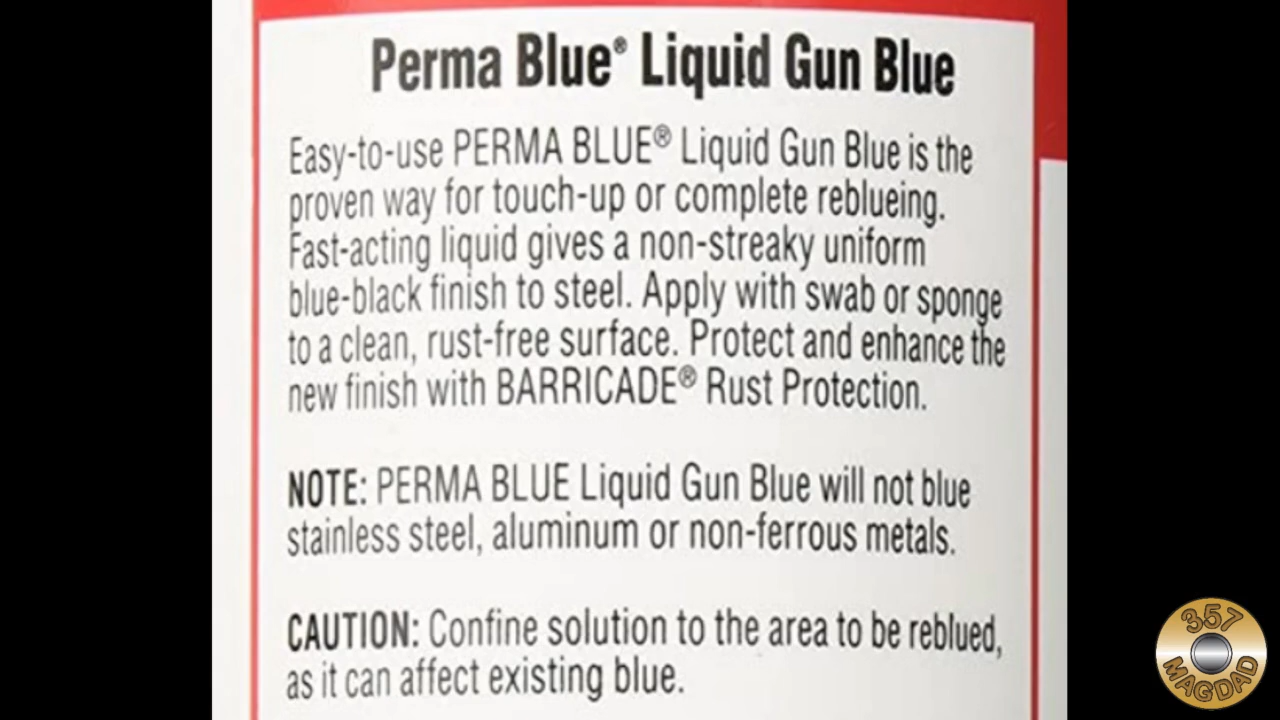 Perma Blue® Liquid Gun Blue
Easy-to-use PERMA BLUE® Liquid Gun Blue is the
proven way for touch-up or complete reblueing.
Fast-acting liquid gives a non-streaky uniform
blue-black finish to steel. Apply with swab or sponge
to a clean, rust-free surface. Protect and enhance the
new finish with BARRICADE® Rust Protection.
NOTE: PERMA BLUE Liquid Gun Blue will not blue
stainless steel, aluminum or non-ferrous metals.
CAUTION: Confine solution to the area to be reblued,
as it can affect existing blue.
357
MAGDAD